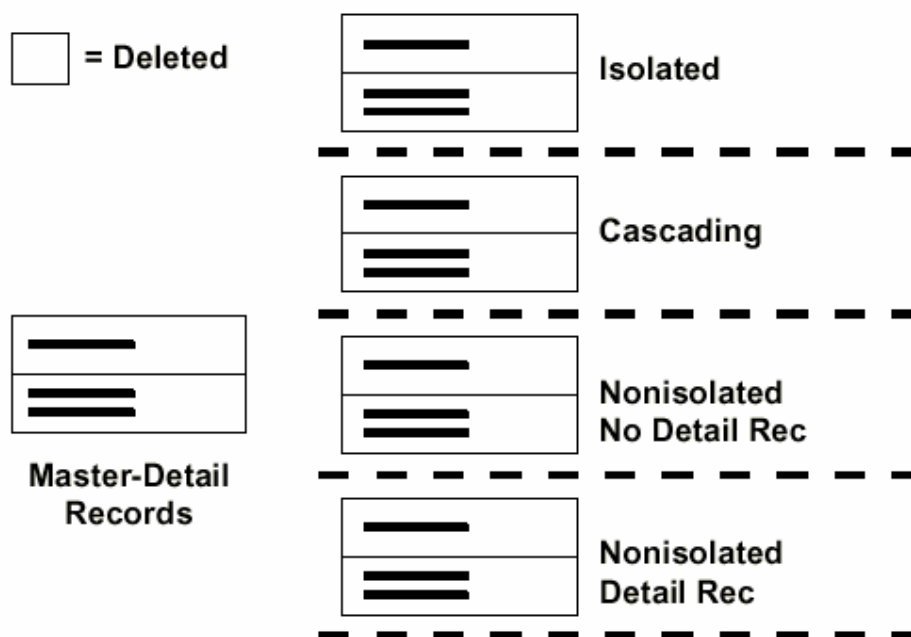 = Deleted
Isolated
Cascading
Nonisolated
No Detail Rec
Master-Detail
Records
Nonisolated
Detail Rec